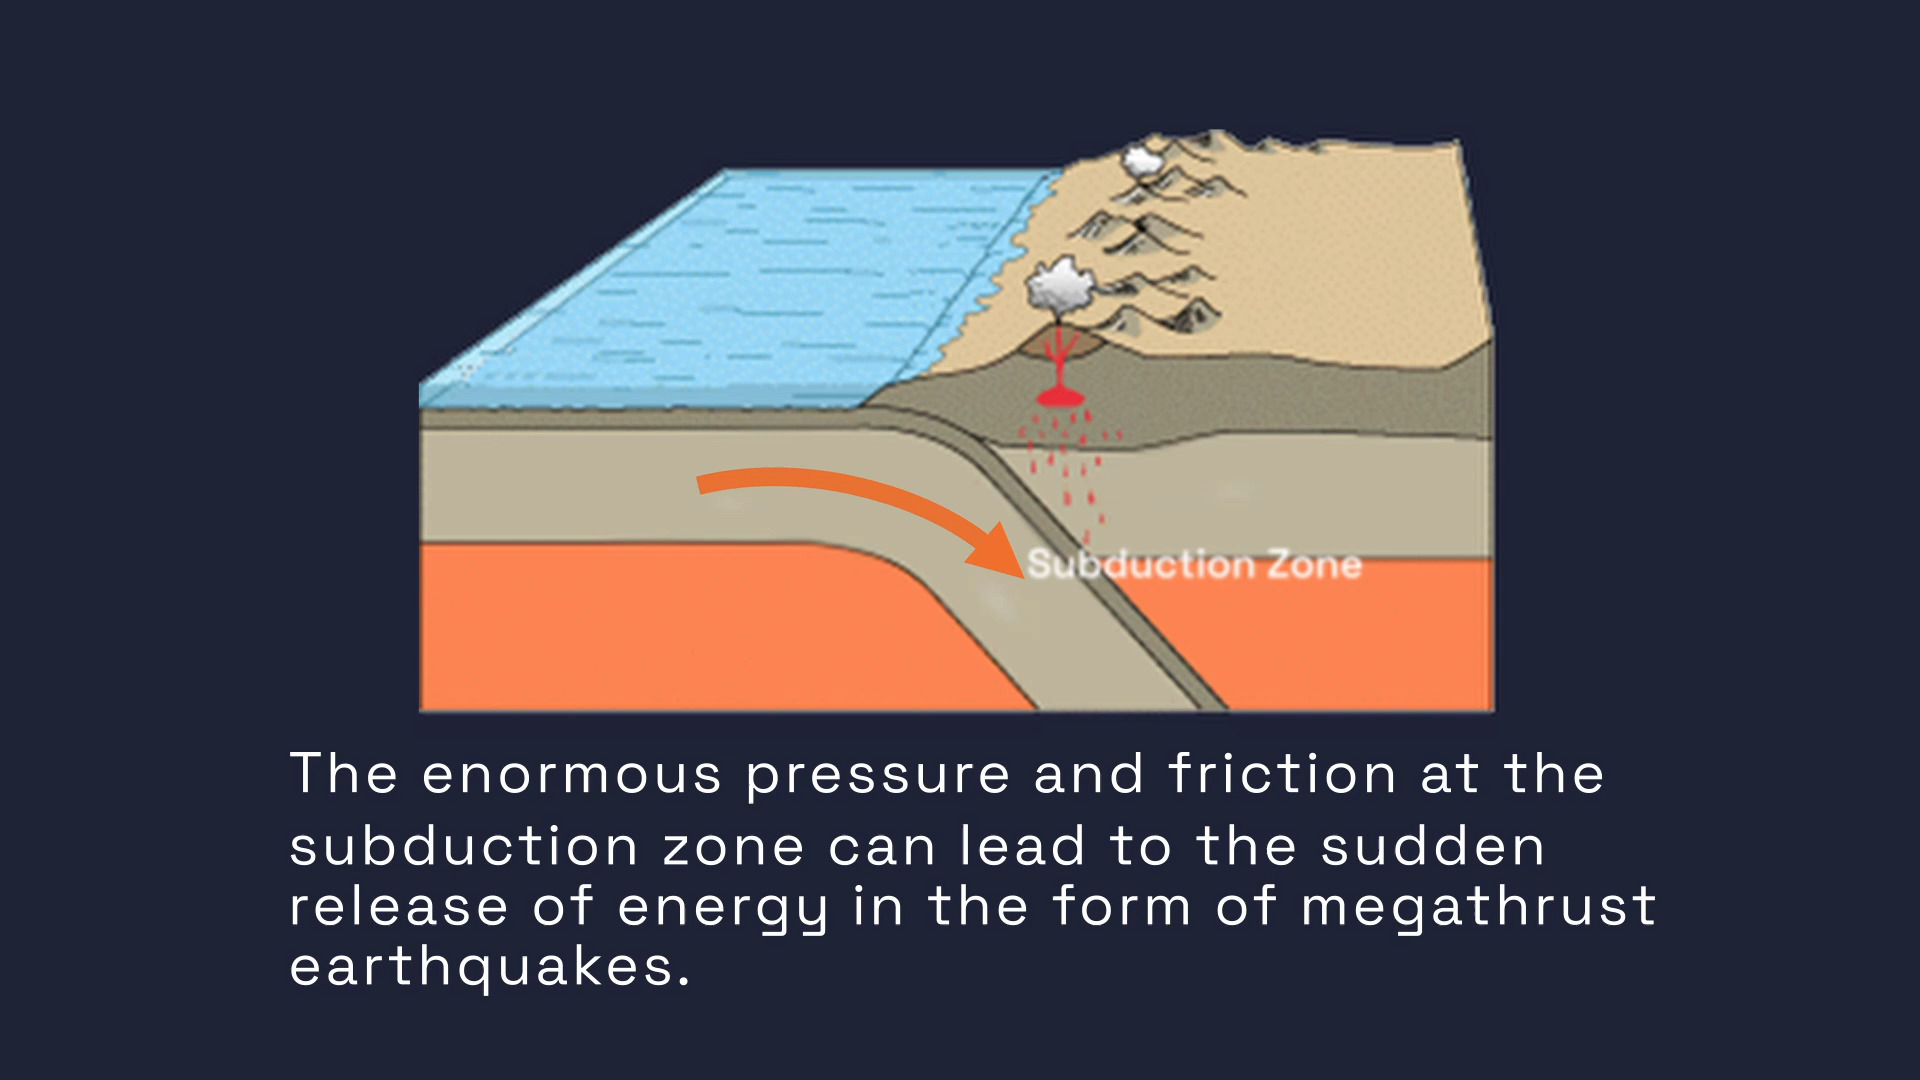 Subduction Zone
The enormous pressure and friction at the
subduction zone can lead to the sudden
release of energy in the form of megathrust
earthquakes.